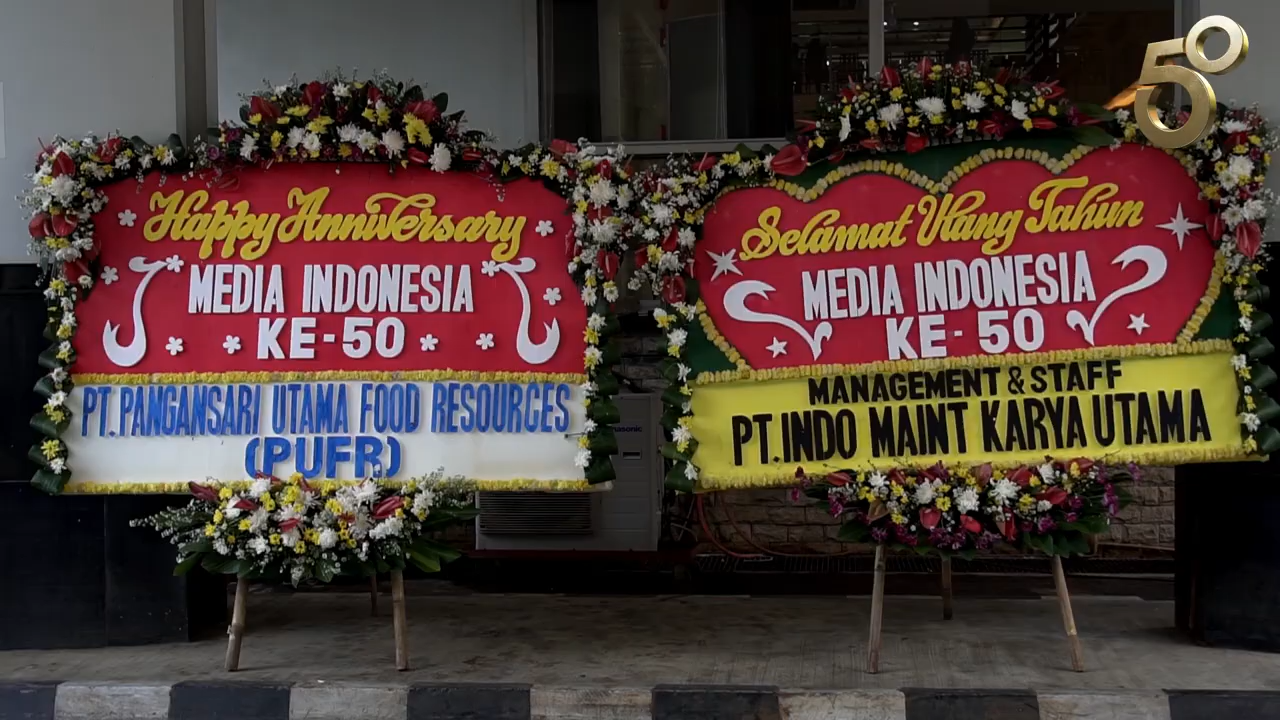 Happy Anniversary
MEDIA INDONESIA
KE-50
PT. PANGANSARI UTAMA FOOD RESOURCES
(PUFR)
Selamat Ulang Tahun
MEDIA INDONESIA
KE-50
MANAGEMENT & STAFF
PT. INDO MAINT KARYA UTAMA
50